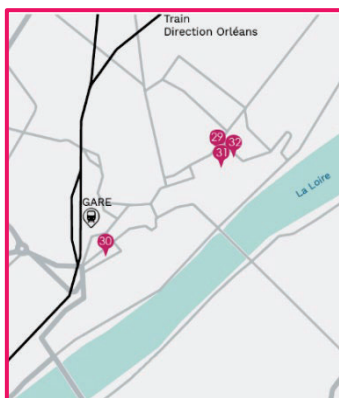 Train
Direction Orléans
29
32
31
La Loire
GARE
30